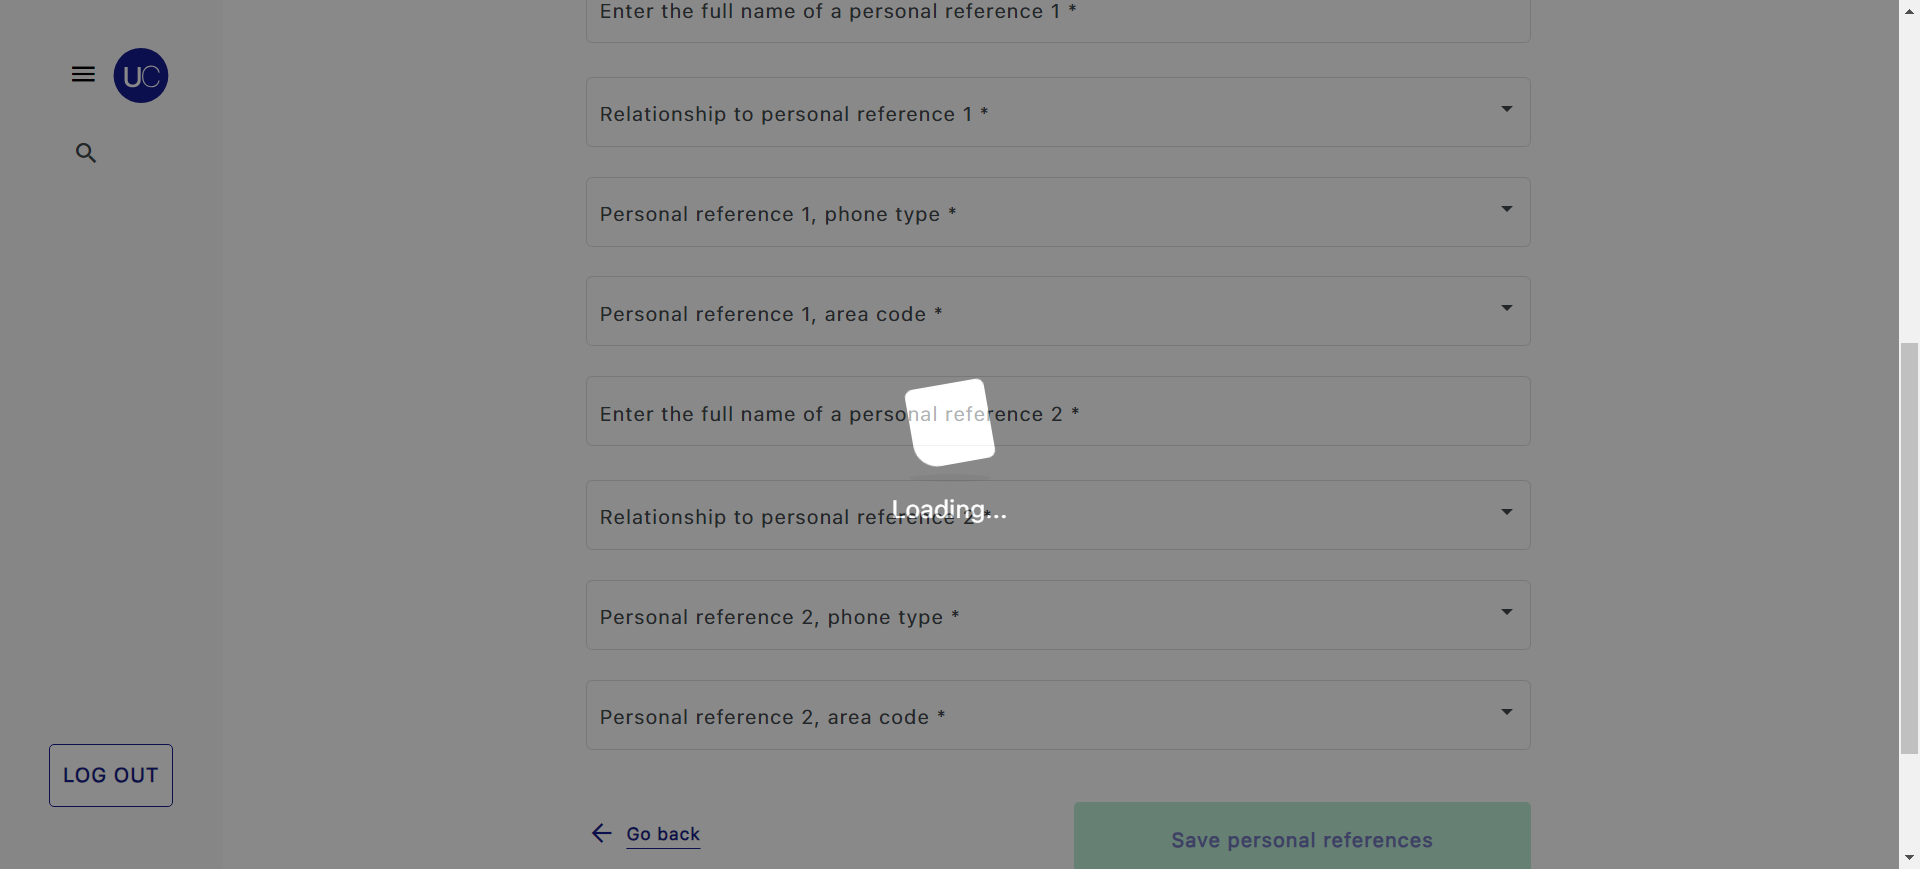 Enter the full name of a personal reference 1 *
UC
Relationship to personal reference 1 *
Personal reference 1, phone type *
Personal reference 1, area code *
Enter the full name of a personal reference 2 *
Loading...
Relationship to personal reference 2 *
Personal reference 2, phone type *
Personal reference 2, area code *
LOG OUT
Go back
Save personal references